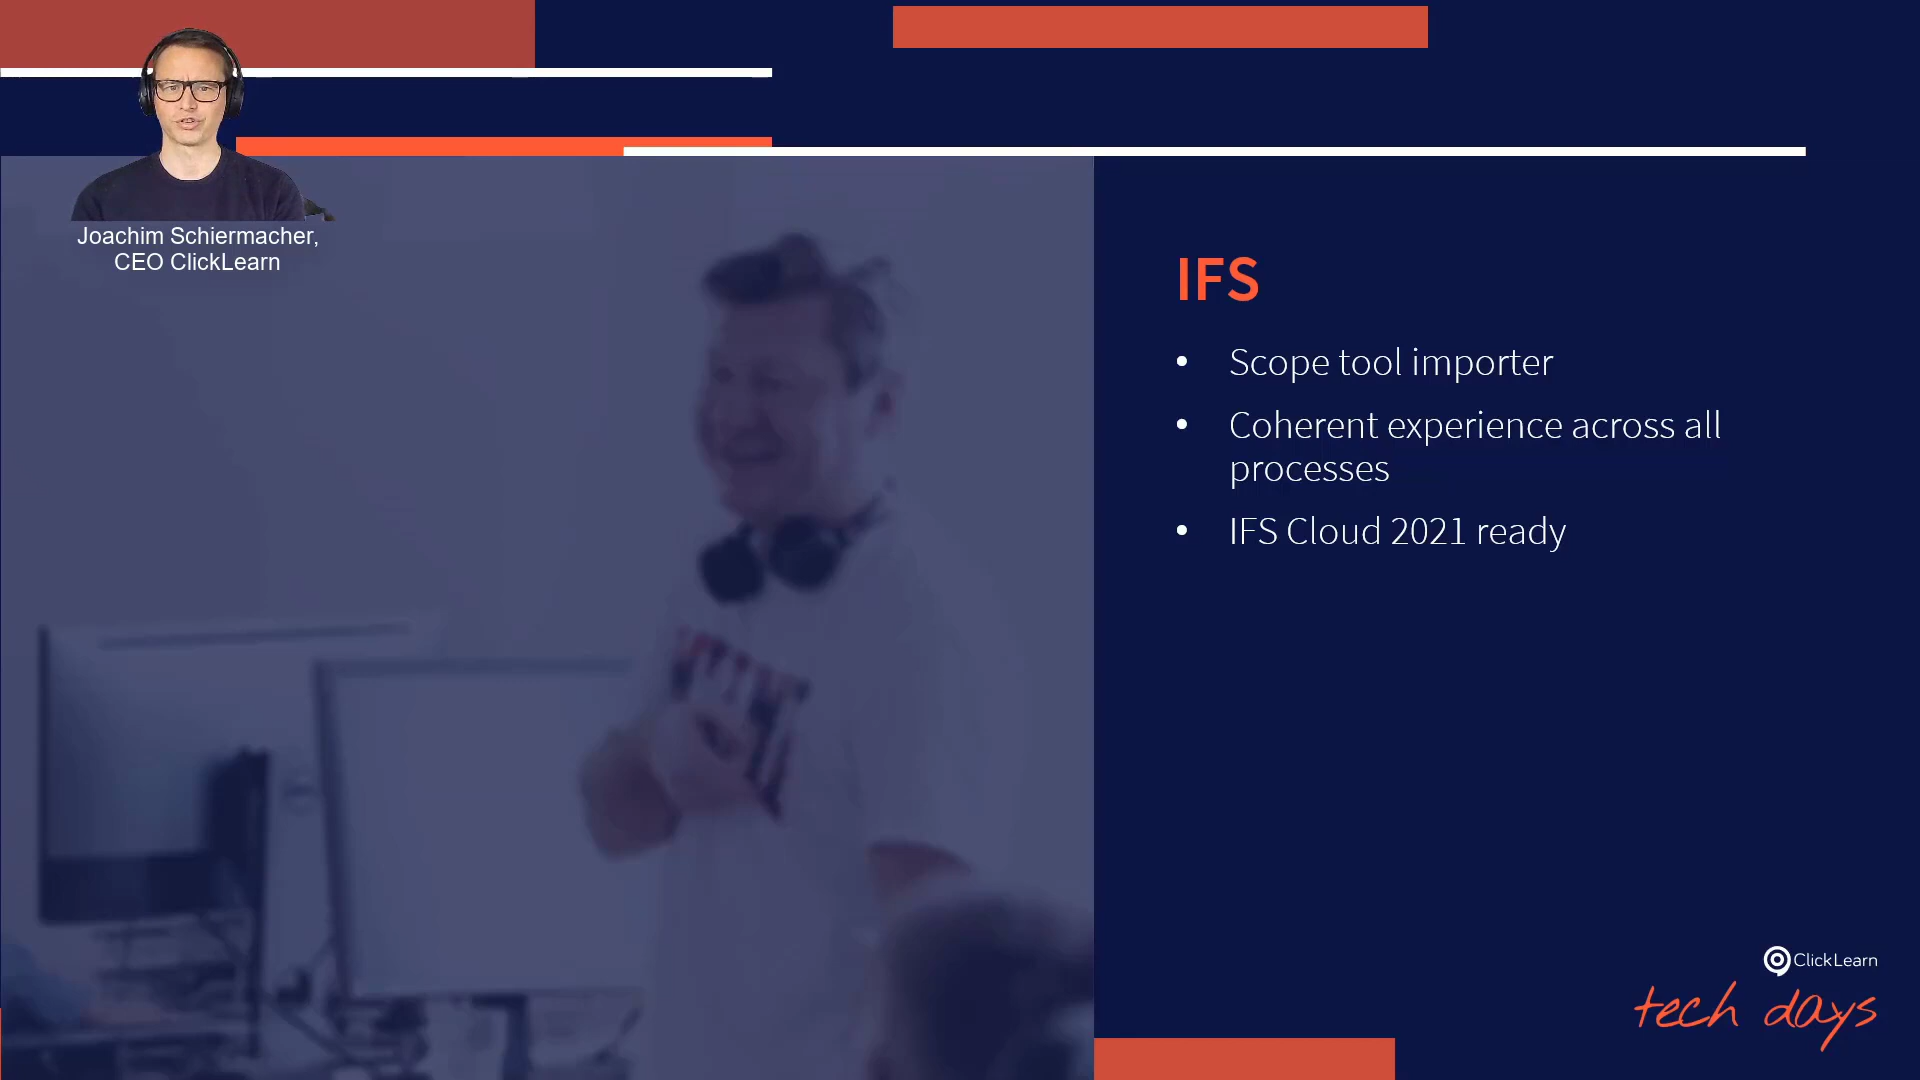 Joachim Schiermacher,
CEO ClickLearn
IFS
• Scope tool importer
• Coherent experience across all
processes
• IFS Cloud 2021 ready
ClickLearn
tech days